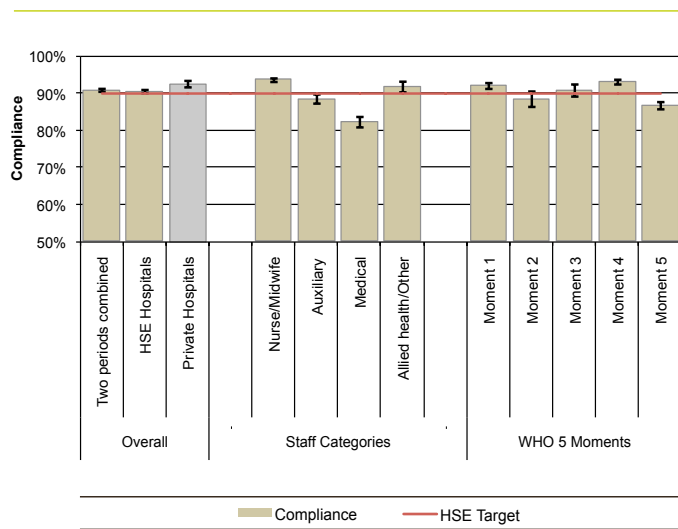 100%
90%
80%
70%
60%
50%
Compliance
Two periods combined
HSE Hospitals
Private Hospitals
Nurse/Midwife
Auxiliary
Medical
Allied health/Other
Moment 1
Moment 2
Moment 3
Moment 4
Moment 5
Overall
Staff Categories
WHO 5 Moments
Compliance
HSE Target